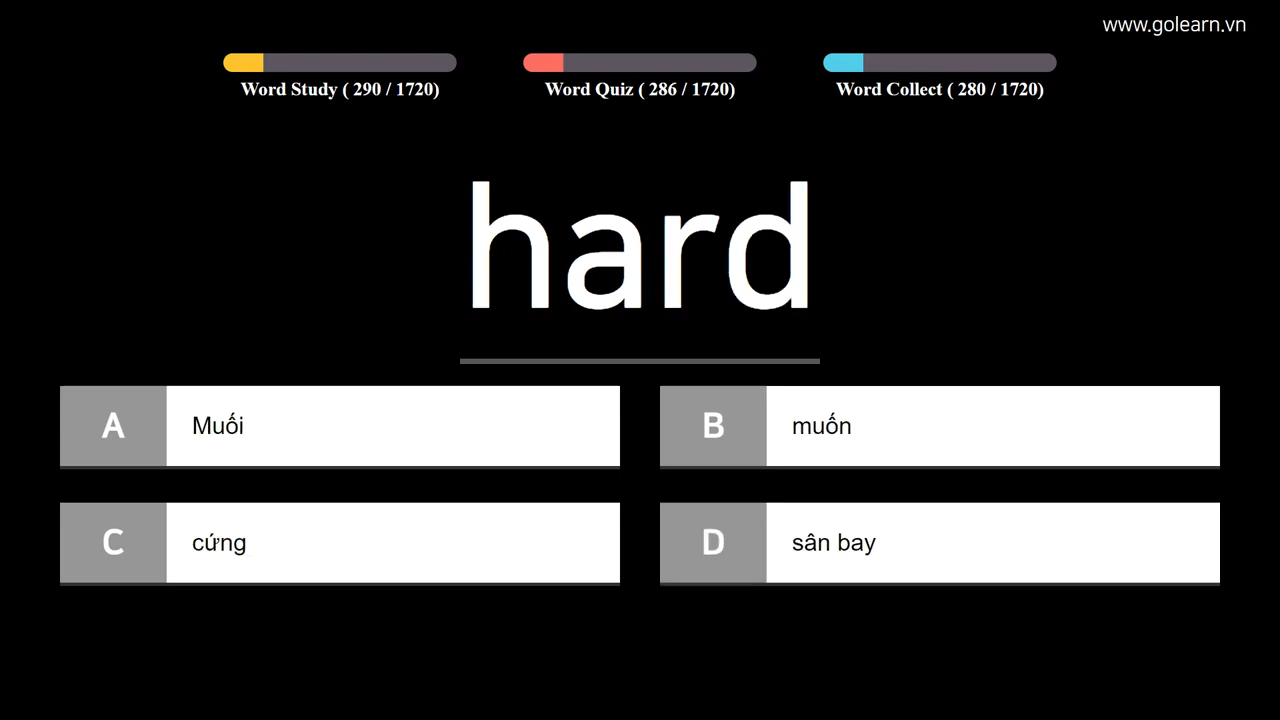 www.golearn.vn
Word Study ( 290 / 1720)
Word Quiz ( 286 / 1720)
Word Collect ( 280 / 1720)
hard
A Muối
B muốn
C cứng
D sân bay